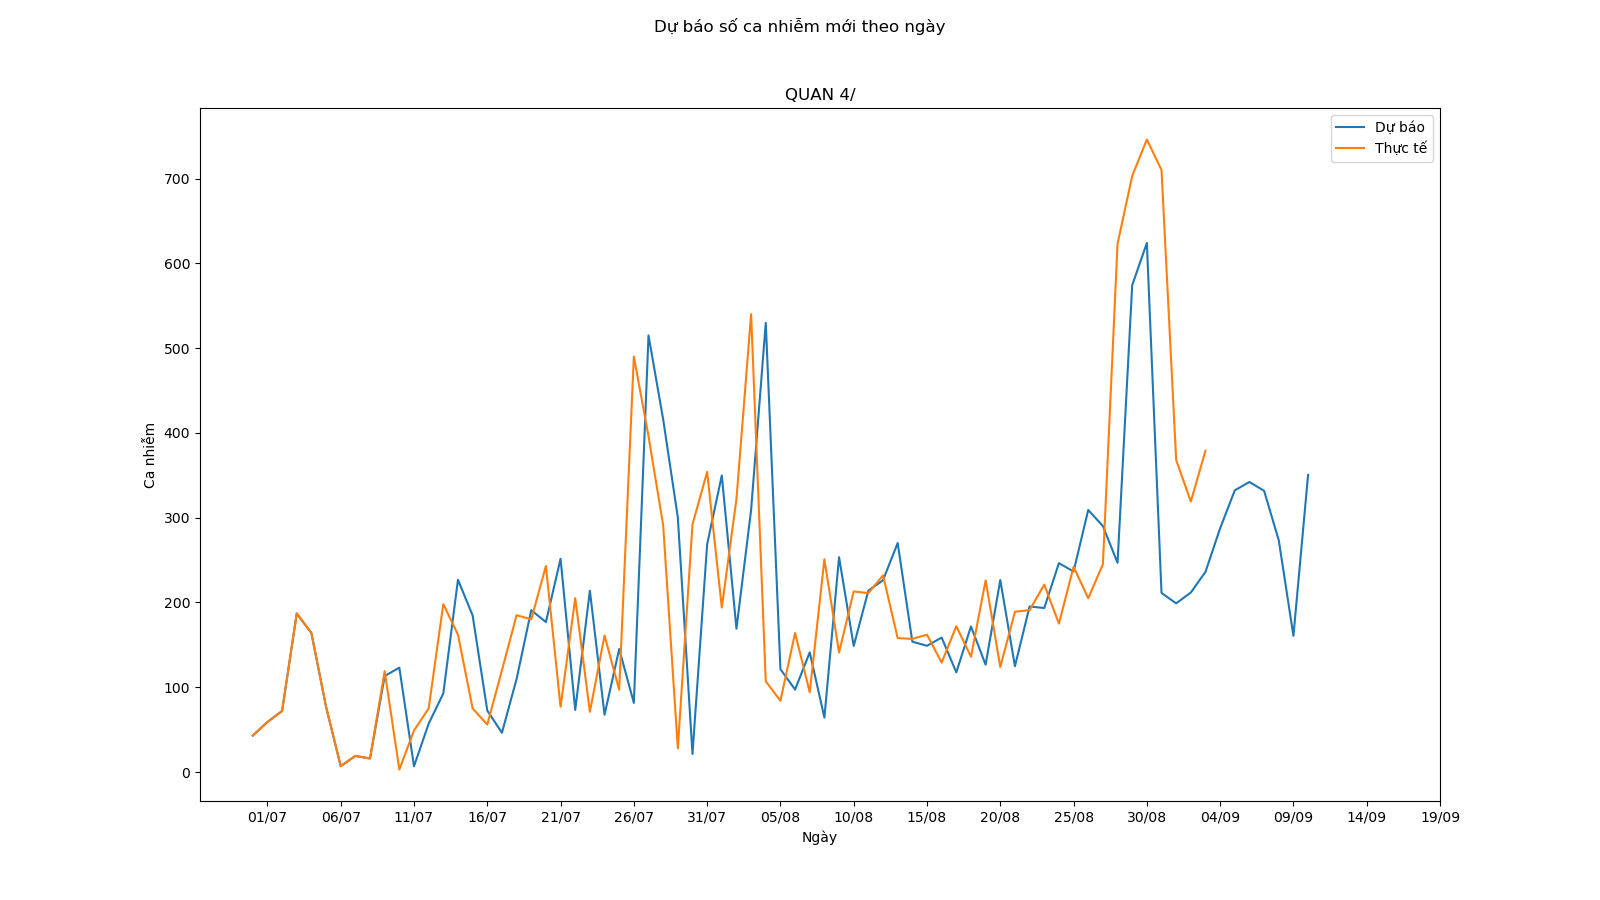 Dự báo số ca nhiễm mới theo ngày
QUAN 4/
Dự báo
Thực tế
700
600
500
400
300
200
100
0
Ca nhiễm
01/07 06/07 11/07 16/07 21/07 26/07 31/07 05/08 10/08 15/08 20/08 25/08 30/08 04/09 09/09 14/09 19/09
Ngày